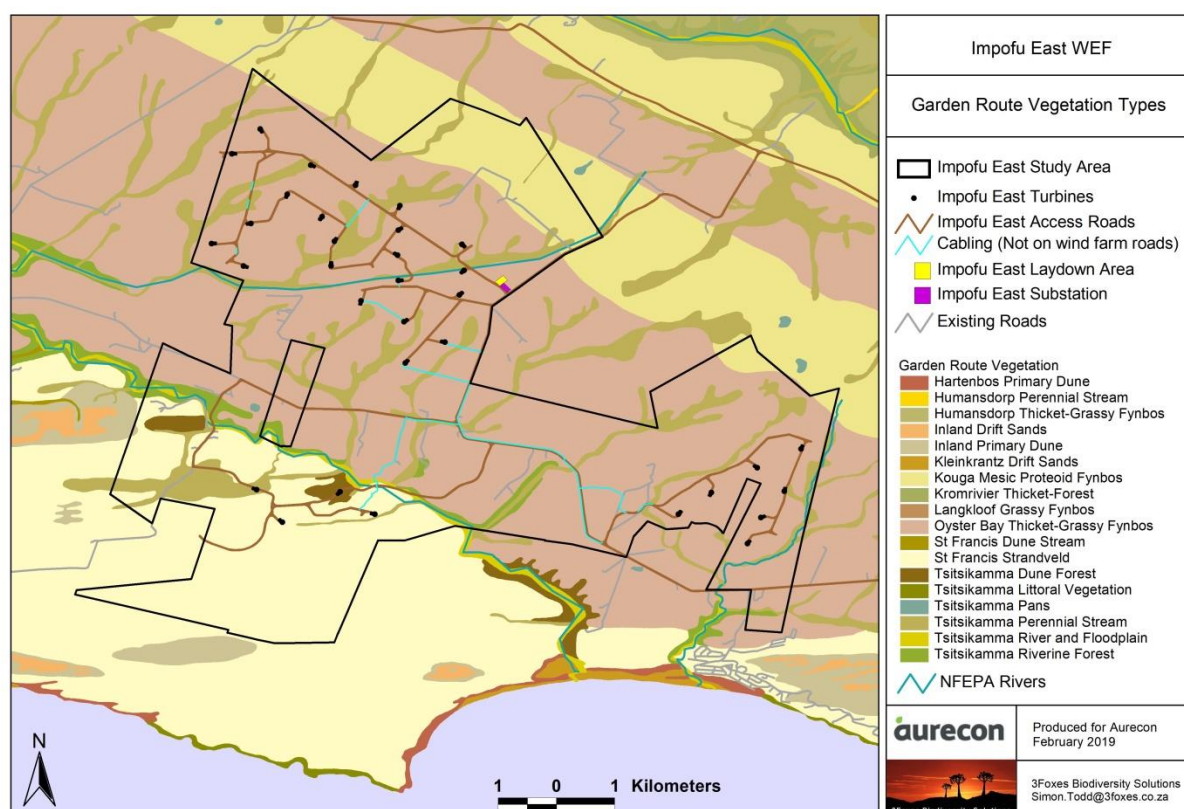 Impofu East WEF
Garden Route Vegetation Types
Impofu East Study Area
Impofu East Turbines
Impofu East Access Roads
Cabling (Not on wind farm roads)
Impofu East Laydown Area
Impofu East Substation
Existing Roads
Garden Route Vegetation
Hartenbos Primary Dune
Humansdorp Perennial Stream
Humansdorp Thicket-Grassy Fynbos
Inland Drift Sands
Inland Primary Dune
Kleinkrantz Drift Sands
Kouga Mesic Proteoid Fynbos
Kromrivier Thicket-Forest
Langkloof Grassy Fynbos
Oyster Bay Thicket-Grassy Fynbos
St Francis Dune Stream
St Francis Strandveld
Tsitsikamma Dune Forest
Tsitsikamma Littoral Vegetation
Tsitsikamma Pans
Tsitsikamma Perennial Stream
Tsitsikamma River and Floodplain
Tsitsikamma Riverine Forest
NFEPA Rivers
aurecon
Produced for Aurecon
February 2019
3Foxes Biodiversity Solutions
Simon.Todd@3foxes.co.za
N
1 0 1 Kilometers